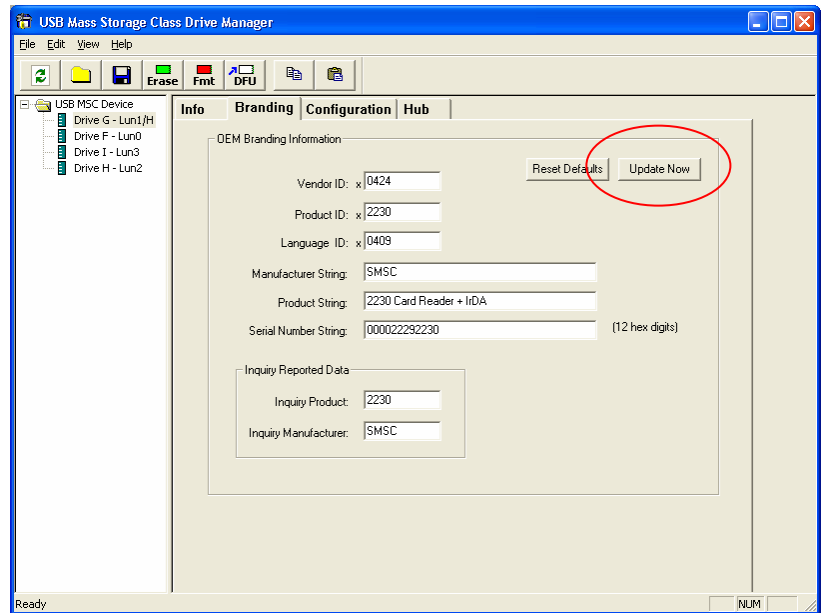 USB Mass Storage Class Drive Manager
File Edit View Help
Erase Fmt DFU
USB MSC Device
Drive G - Lun1/H
Drive F - Lun0
Drive I - Lun3
Drive H - Lun2
Info Branding Configuration Hub
OEM Branding Information
Reset Defaults Update Now
Vendor ID: x 0424
Product ID: x 2230
Language ID: x 0409
Manufacturer String: SMSC
Product String: 2230 Card Reader + IrDA
Serial Number String: 000022292230 (12 hex digits)
Inquiry Reported Data
Inquiry Product: 2230
Inquiry Manufacturer: SMSC
Ready NUM